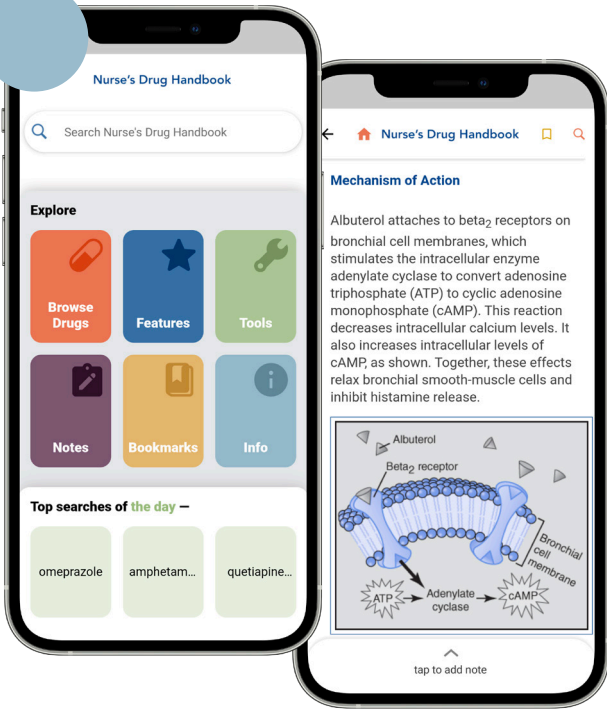 Nurse's Drug Handbook
Search Nurse's Drug Handbook
Explore
Browse
Drugs
Features
Tools
Notes
Bookmarks
Info
Top searches of the day –
omeprazole
amphetam...
quetiapine...
Nurse's Drug Handbook
Mechanism of Action
Albuterol attaches to beta₂ receptors on
bronchial cell membranes, which
stimulates the intracellular enzyme
adenylate cyclase to convert adenosine
triphosphate (ATP) to cyclic adenosine
monophosphate (cAMP). This reaction
decreases intracellular calcium levels. It
also increases intracellular levels of
cAMP, as shown. Together, these effects
relax bronchial smooth-muscle cells and
inhibit histamine release.
Albuterol
Beta₂ receptor
Bronchial
cell
membrane
ATP
Adenylate
cyclase
cAMP
tap to add note